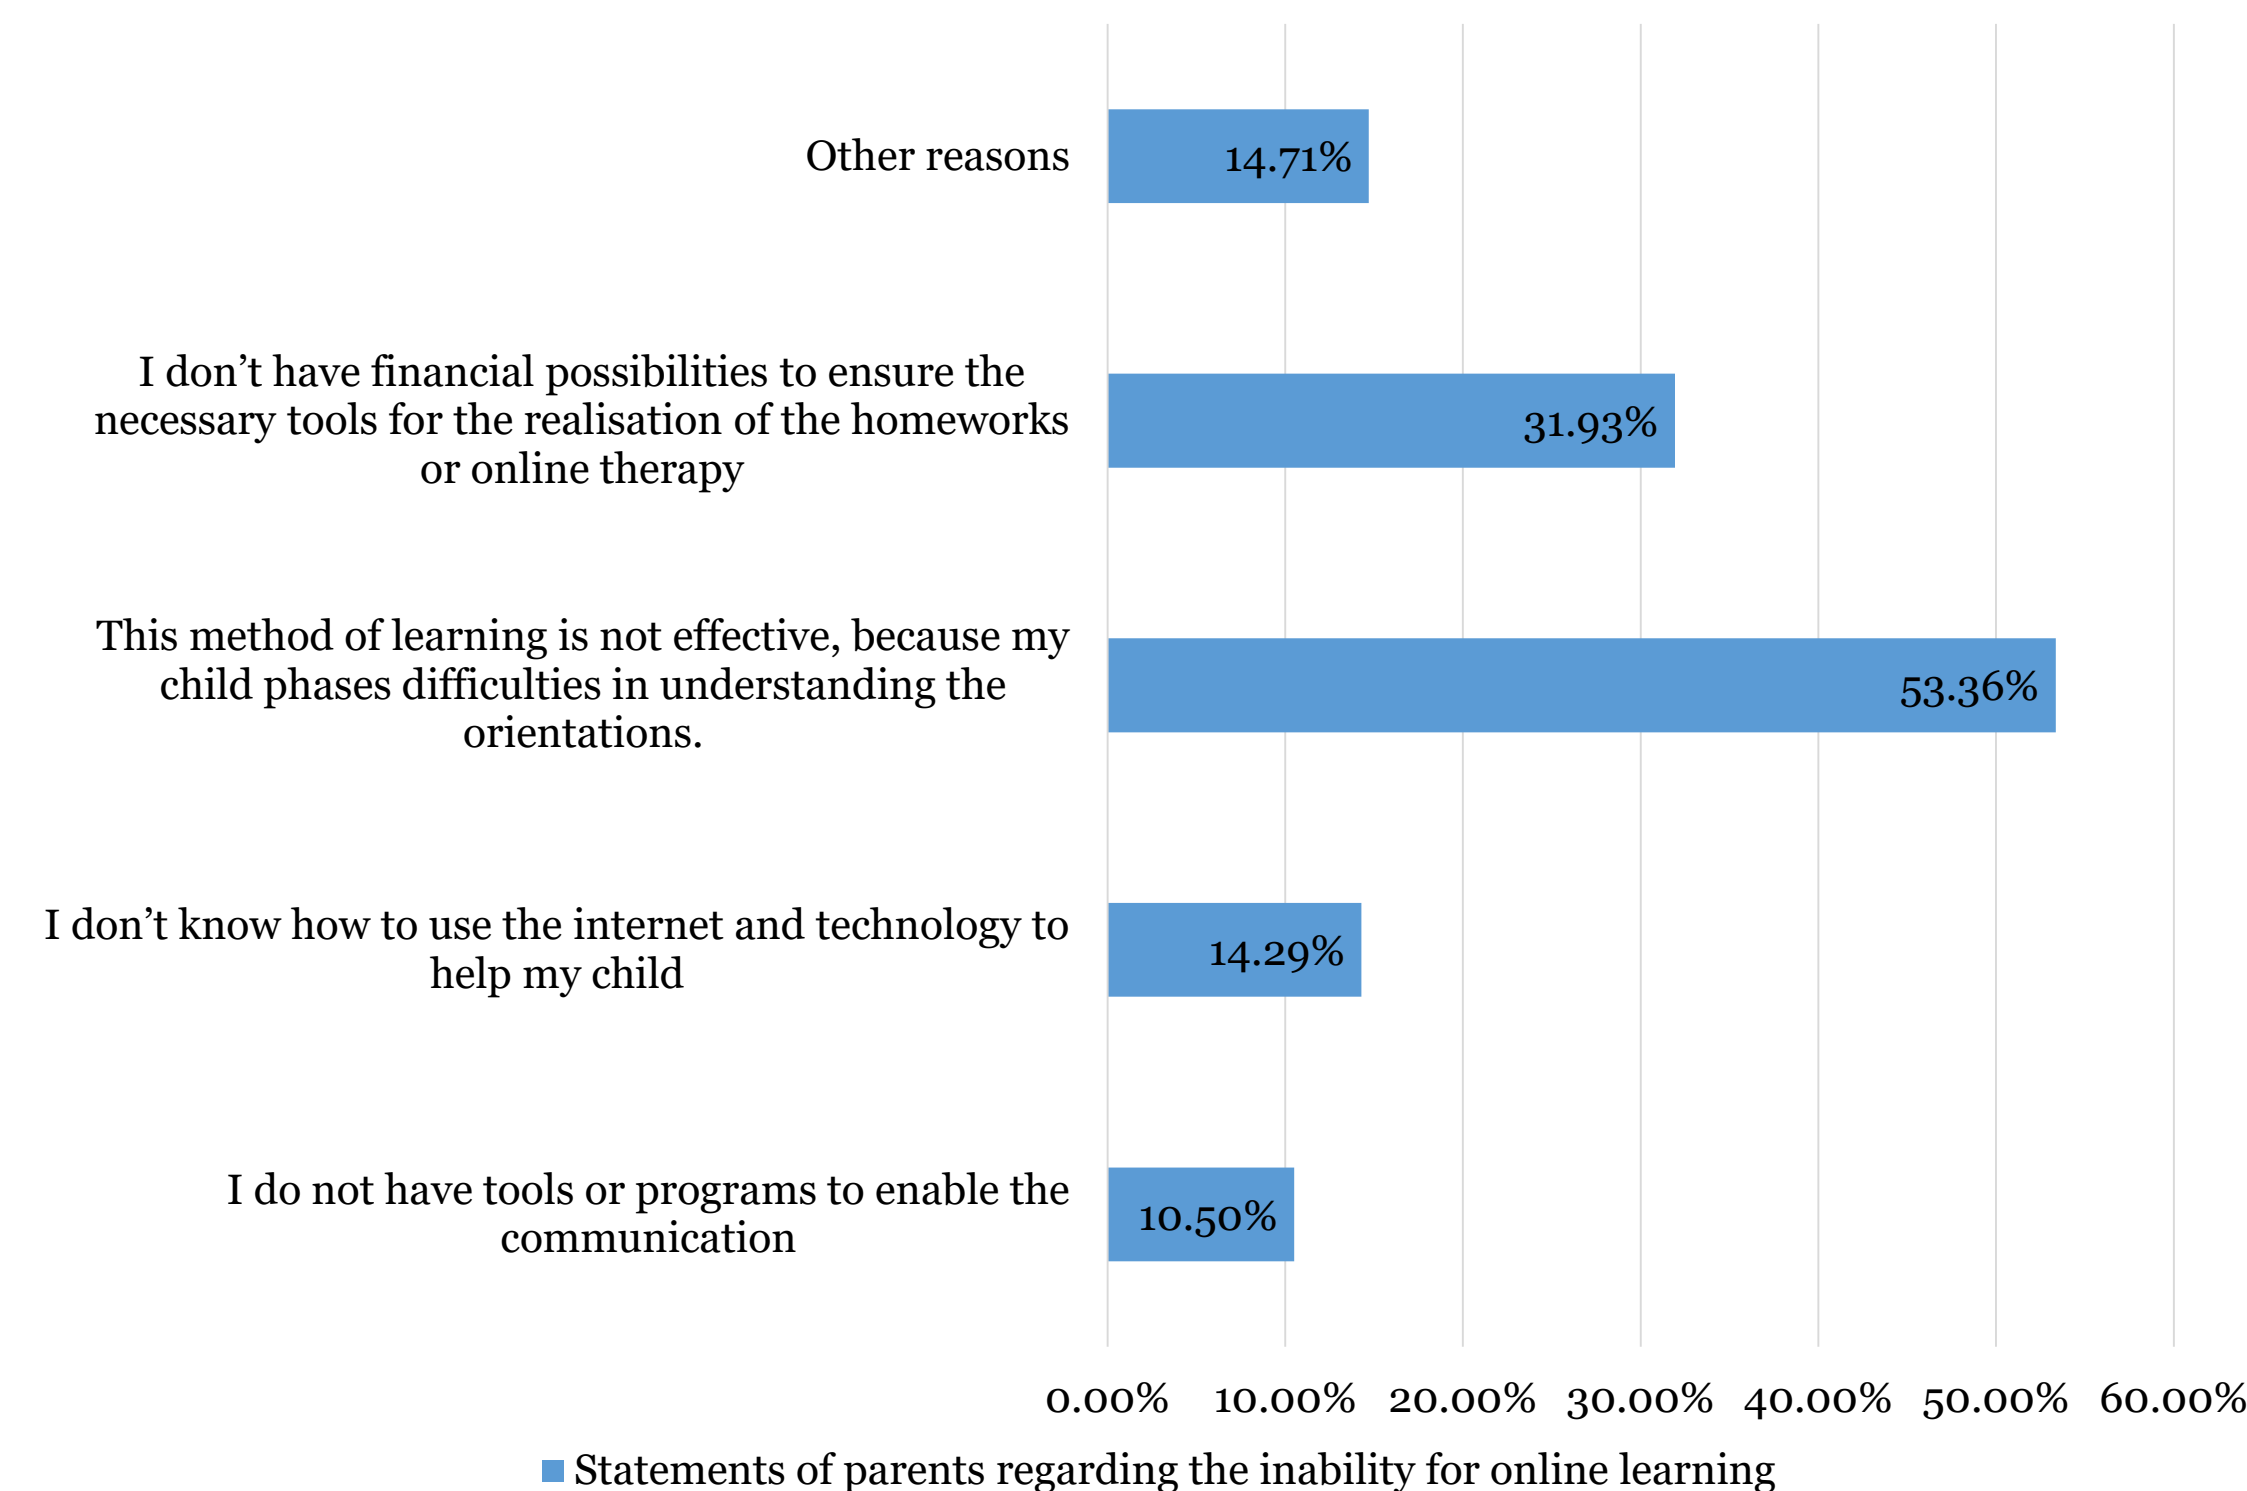 Other reasons
14.71%
I don’t have financial possibilities to ensure the
necessary tools for the realisation of the homeworks
or online therapy
31.93%
This method of learning is not effective, because my
child phases difficulties in understanding the
orientations.
53.36%
I don’t know how to use the internet and technology to
help my child
14.29%
I do not have tools or programs to enable the
communication
10.50%
0.00% 10.00% 20.00% 30.00% 40.00% 50.00% 60.00%
Statements of parents regarding the inability for online learning